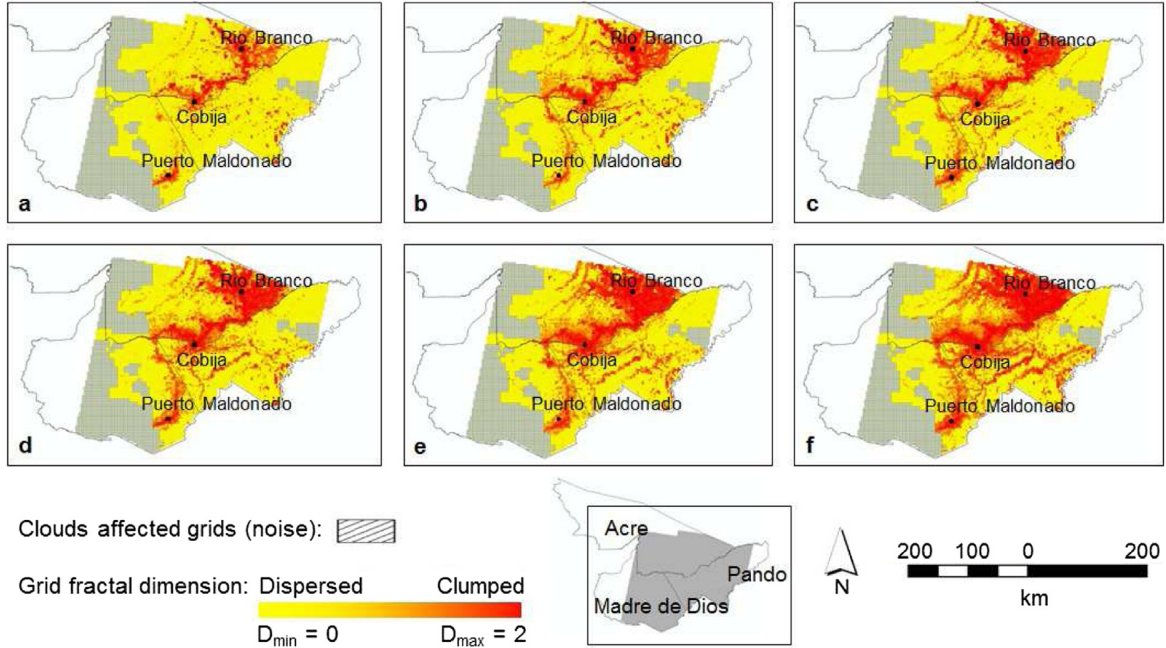 Rio Branco
Cobija
Puerto Maldonado
a
Rio Branco
Cobija
Puerto Maldonado
b
Rio Branco
Cobija
Puerto Maldonado
c
Rio Branco
Cobija
Puerto Maldonado
d
Rio Branco
Cobija
Puerto Maldonado
e
Rio Branco
Cobija
Puerto Maldonado
f
Clouds affected grids (noise):
Grid fractal dimension: Dispersed Clumped
Dmin = 0 Dmax = 2
Acre
Pando
Madre de Dios
N
200 100 0 200
km